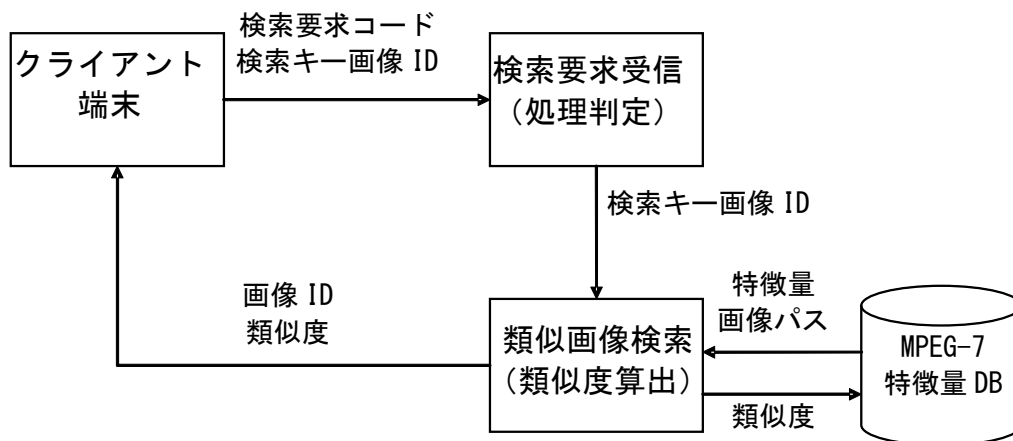 検索要求コード
検索キー画像 ID
クライアント
端末
検索要求受信
（処理判定）
検索キー画像 ID
画像 ID
類似度
類似画像検索
（類似度算出）
特徴量
画像パス
MPEG-7
特徴量 DB
類似度